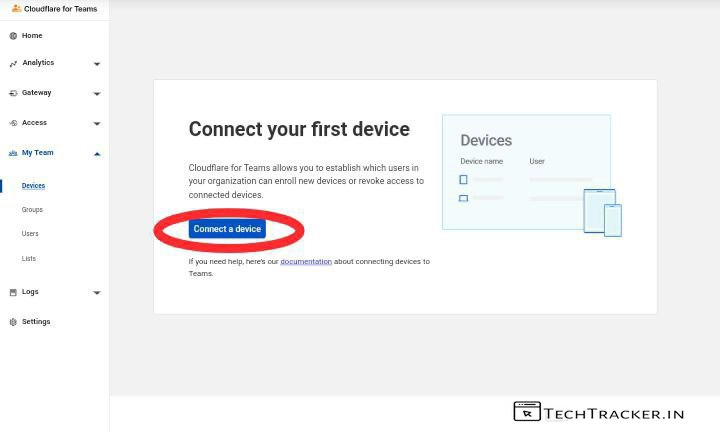 Cloudflare for Teams
Home
Analytics
Gateway
Access
My Team
Devices
Groups
Users
Lists
Logs
Settings
Connect your first device
Cloudflare for Teams allows you to establish which users in
your organization can enroll new devices or revoke access to
connected devices.
Connect a device
If you need help, here's our documentation about connecting devices to
Teams.
Devices
Device name User
TECHTRACKER.IN